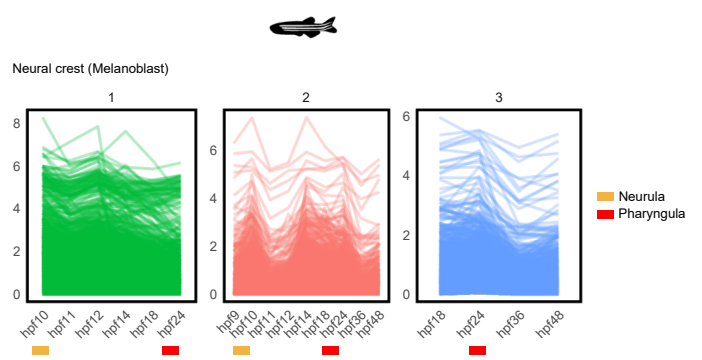 Neural crest (Melanoblast)
1
2
3
8
6
4
2
0
6
4
2
0
6
4
2
0
hpf10
hpf11
hpf12
hpf14
hpf18
hpf24
hpf9
hpf10
hpf11
hpf12
hpf14
hpf18
hpf24
hpf36
hpf48
hpf18
hpf24
hpf36
hpf48
Neurula
Pharyngula